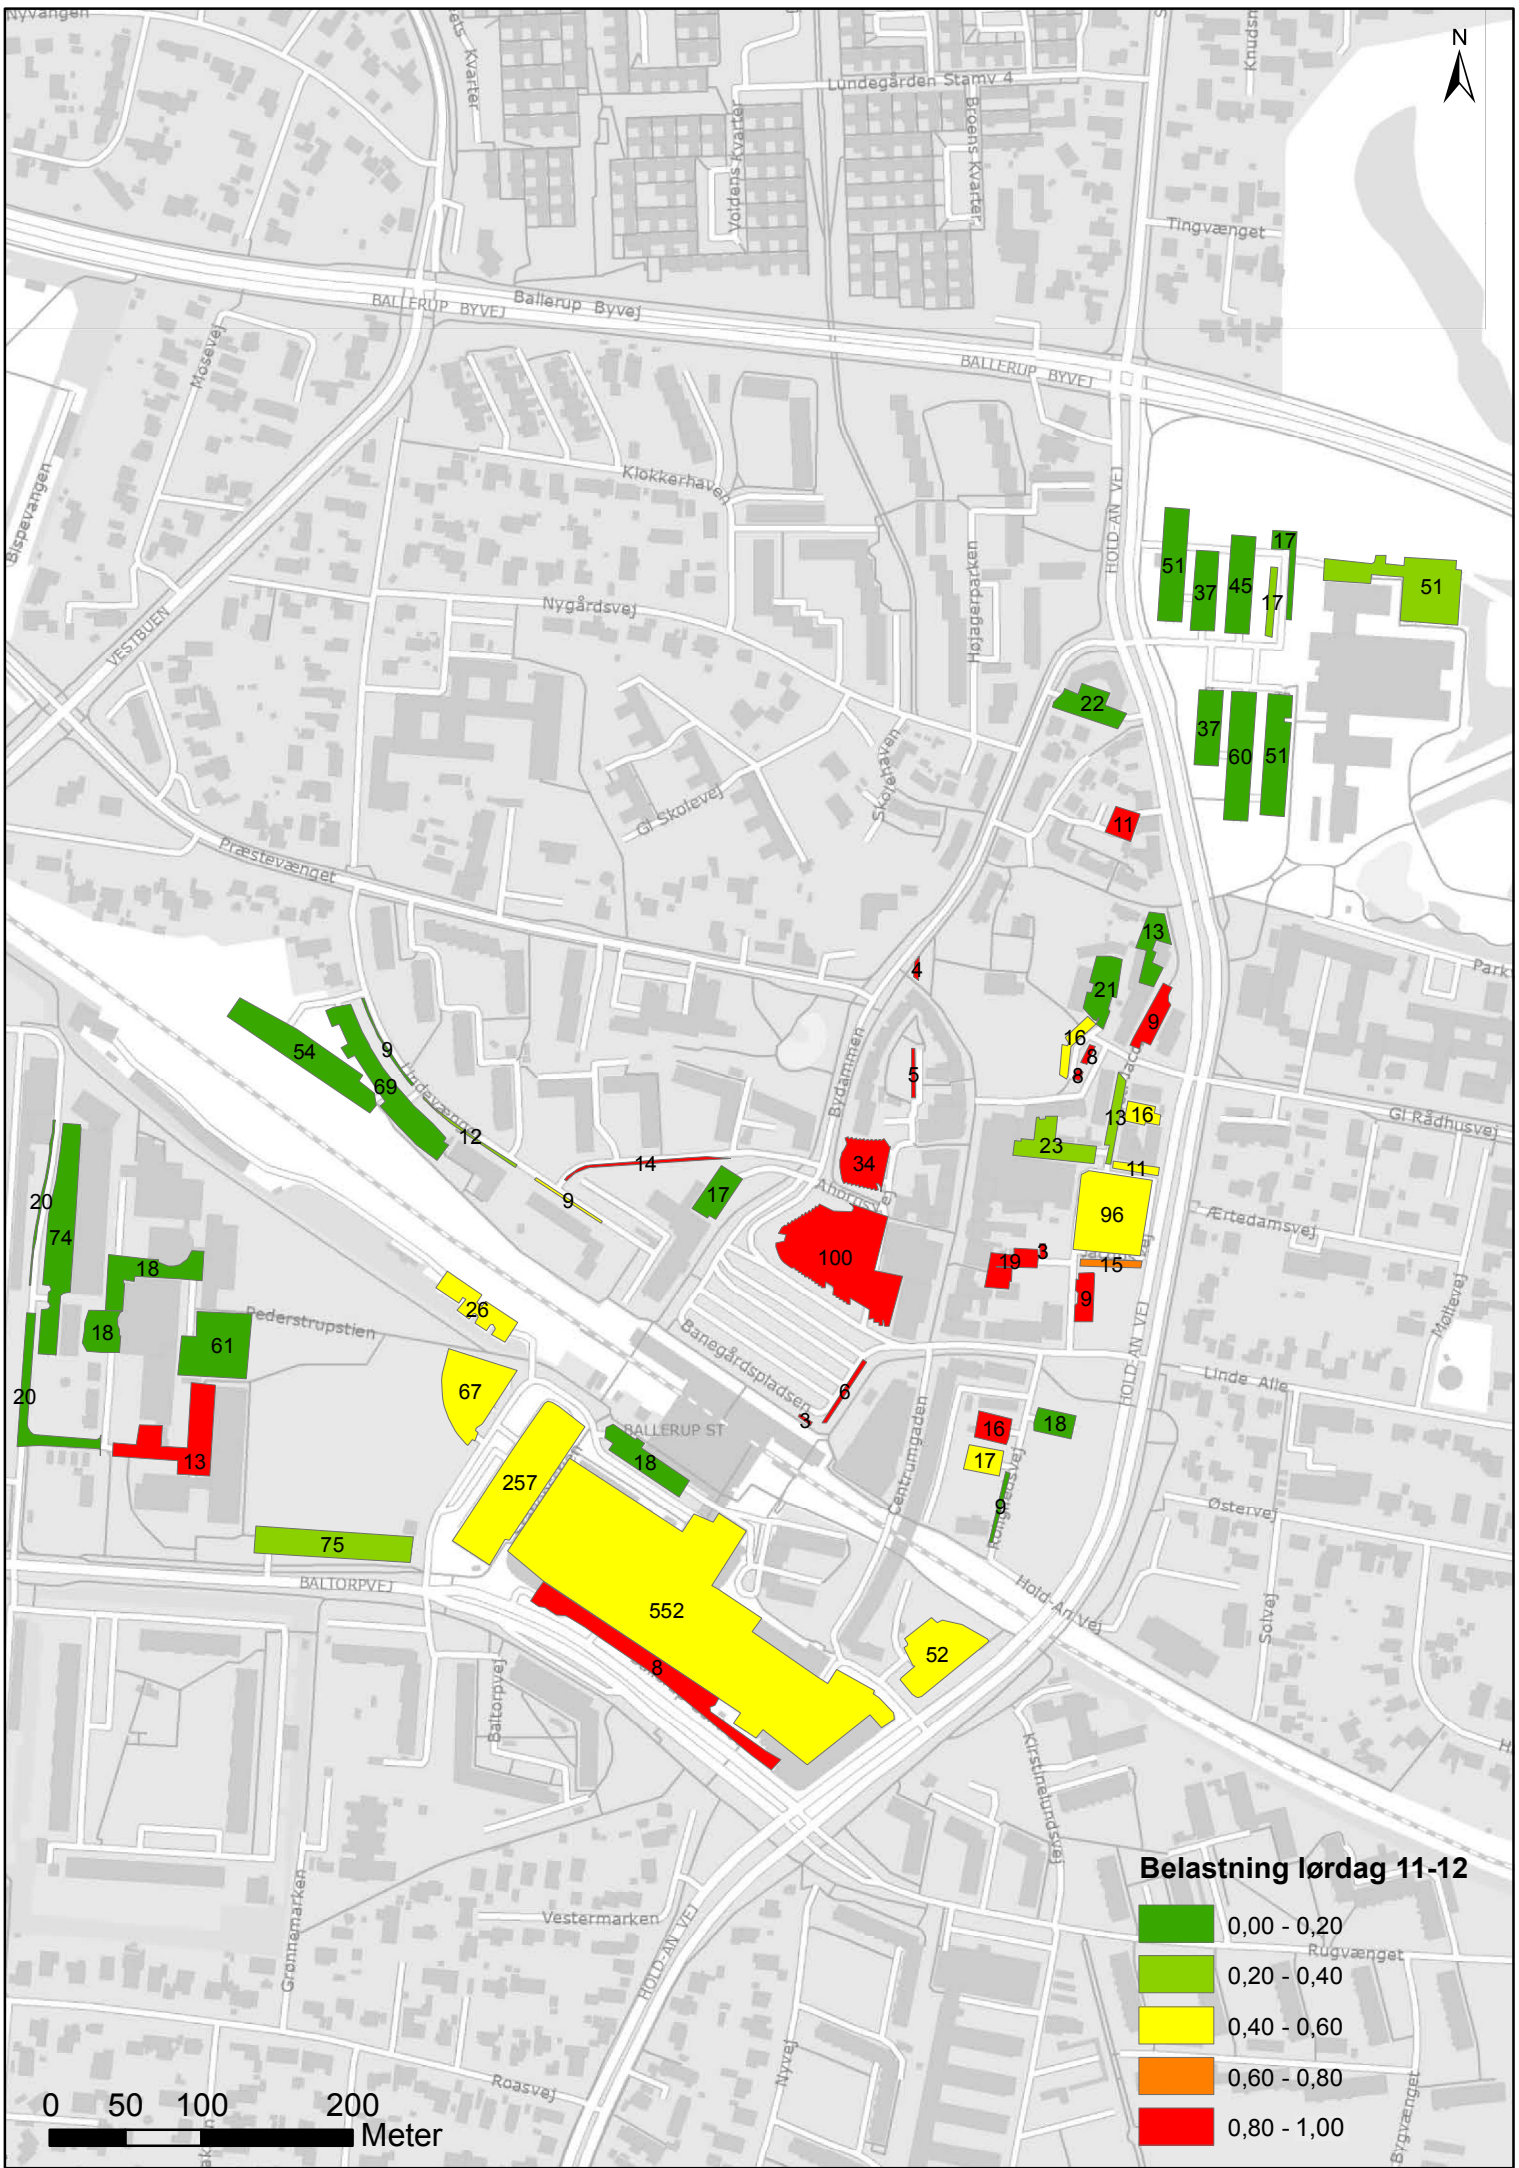 Nyvangen
N
Kvarter
Knudsm
Lundegården Stamv 4
Voldens Kvarter
Broens Kvarter
Tingvænget
BALLERUP BYVEJ
Ballerup Byvej
BALLERUP BYVEJ
Mosevej
Bispevangen
Klokkerhaven
HOLD-AN VEJ
Højagerparken
Nygårdsvej
VESTBUEN
51
37
45
17
17
51
22
37
60
51
Skolehaven
Gl Skolevej
11
Præstevænget
13
Park
4
21
9
16
8
8
54
9
69
Lindevænget
12
Bydammen
5
Jac
13
16
Gl Rådhusvej
23
11
14
34
17
9
Ahornsvej
20
74
96
Ærtedamsvej
18
100
19
3
15
9
26
18
61
Pederstrupstien
Møllevej
Banegårdspladsen
HOLD-AN VEJ
Linde Alle
67
6
3
20
BALLERUP ST
Centrumgaden
16
18
17
13
18
257
9
Østervej
75
BALTORPVEJ
Hold-An Vej
Solvej
552
52
8
Baltorpvej
Kirstinelundsvej
Grønnemarken
Vestermarken
HOLD-AN VEJ
Belastning lørdag 11-12
0,00 - 0,20
Rugvænget
0,20 - 0,40
0,40 - 0,60
0,60 - 0,80
0,80 - 1,00
Nyvej
Roasvej
Bygvænget
0 50 100 200
Meter